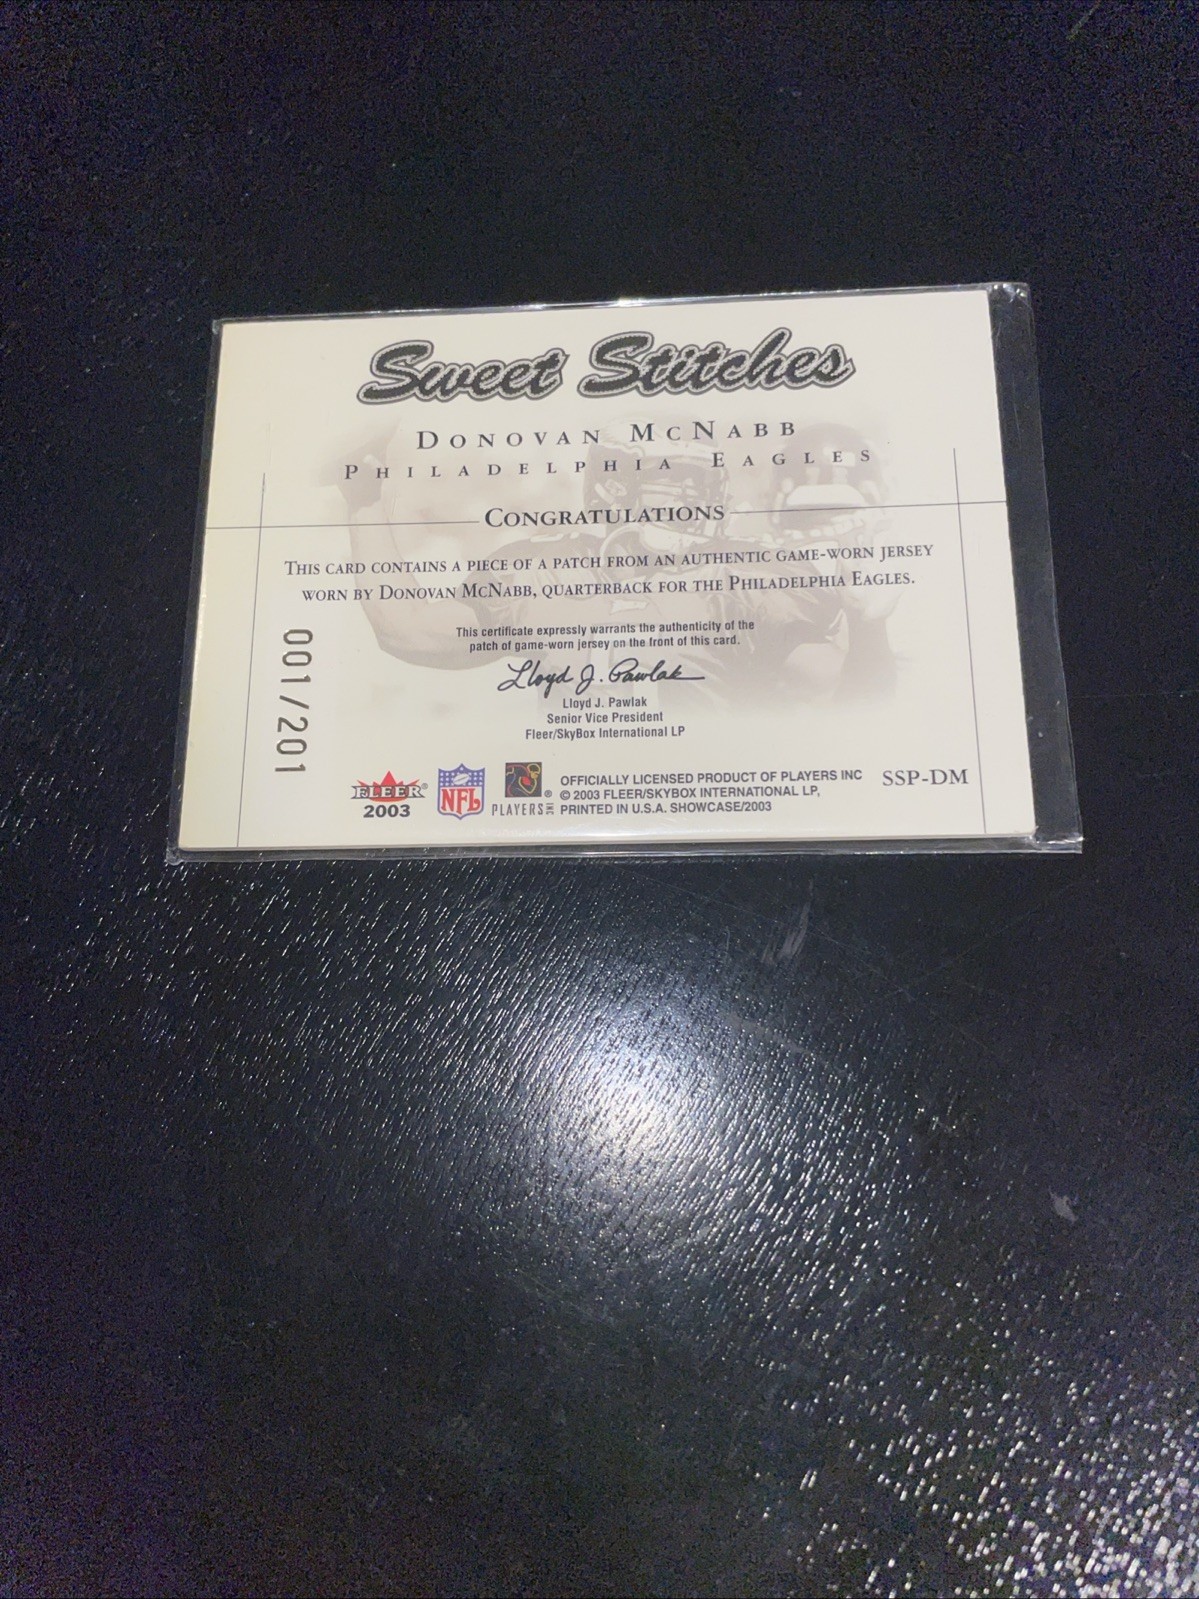 Sweet Stitches
DONOVAN MCNABB
PHILADELPHIA EAGLES
CONGRATULATIONS
THIS CARD CONTAINS A PIECE OF A PATCH FROM AN AUTHENTIC GAME-WORN JERSEY
WORN BY DONOVAN MCNABB, QUARTERBACK FOR THE PHILADELPHIA EAGLES.
This certificate expressly warrants the authenticity of the
patch of game-worn jersey on the front of this card.
Lloyd J. Pawlak
Lloyd J. Pawlak
Senior Vice President
Fleer/SkyBox International LP
001/201
FLEER®
2003
NFL
PLAYERS INC ®
OFFICIALLY LICENSED PRODUCT OF PLAYERS INC
© 2003 FLEER/SKYBOX INTERNATIONAL LP,
PRINTED IN U.S.A. SHOWCASE/2003
SSP-DM